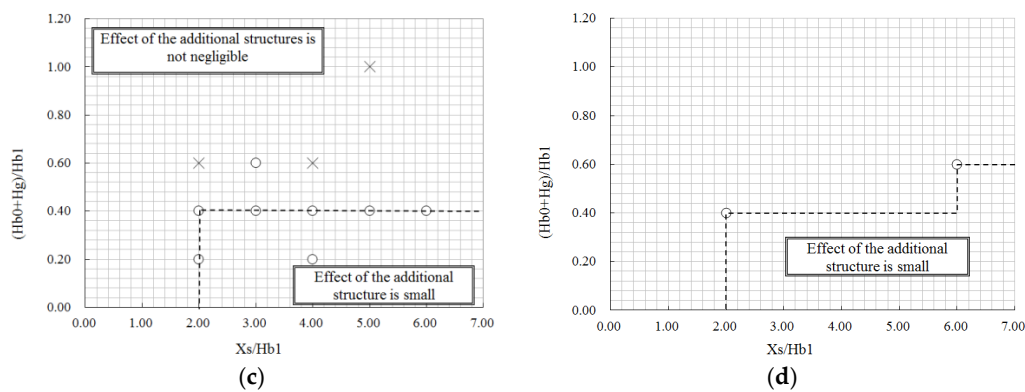 1.20
1.00
0.80
0.60
0.40
0.20
0.00
(Hb0+Hg)/Hb1
Effect of the additional structures is
not negligible
Effect of the additional
structure is small
0.00 1.00 2.00 3.00 4.00 5.00 6.00 7.00
Xs/Hb1
(c)
1.20
1.00
0.80
0.60
0.40
0.20
0.00
(Hb0+Hg)/Hb1
Effect of the additional
structure is small
0.00 1.00 2.00 3.00 4.00 5.00 6.00 7.00
Xs/Hb1
(d)